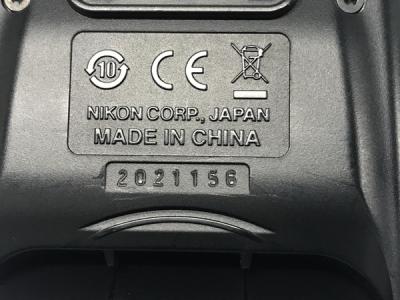 10 CE
NIKON CORP., JAPAN
MADE IN CHINA
2021156